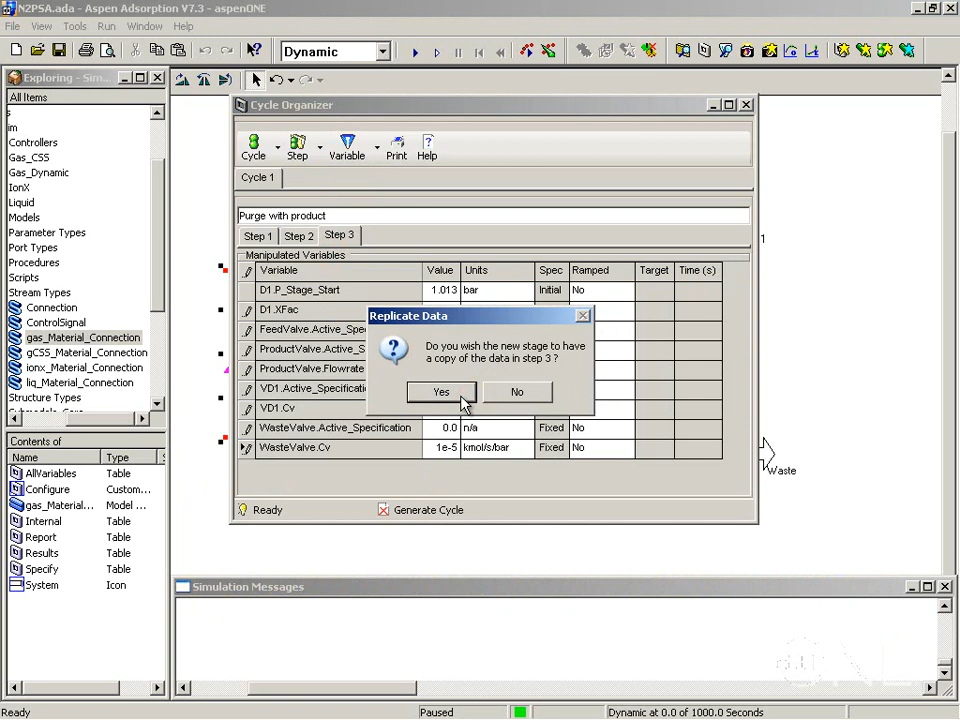 N2PSA.ada - Aspen Adsorption V7.3 - aspenONE
File View Tools Run Window Help
Dynamic
Exploring - Sim...
All Items
s
im
Controllers
Gas_CSS
Gas_Dynamic
IonX
Liquid
Models
Parameter Types
Port Types
Procedures
Scripts
Stream Types
Connection
ControlSignal
gas_Material_Connection
gCSS_Material_Connection
ionx_Material_Connection
liq_Material_Connection
Contents of
Name Type
AllVariables Table
Configure Custom...
gas_Material... Model ...
Internal Table
Report Table
Results Table
Specify Table
System Icon
Cycle Organizer
Cycle Step Variable Print Help
Cycle 1
Purge with product
Step 1 Step 2 Step 3
Manipulated Variables
Variable Value Units Spec Ramped Target Time (s)
D1.P_Stage_Start 1.013 bar Initial No
D1.XFac
FeedValve.Active_Spe
ProductValve.Active_S
ProductValve.Flowrate
VD1.Active_Specificati
VD1.Cv
WasteValve.Active_Specification 0.0 n/a Fixed No
WasteValve.Cv 1e-5 kmol/s/bar Fixed No
Replicate Data
Do you wish the new stage to have
a copy of the data in step 3 ?
Yes No
Ready Generate Cycle
1
Waste
Simulation Messages
Ready Paused Dynamic at 0.0 of 1000.0 Seconds